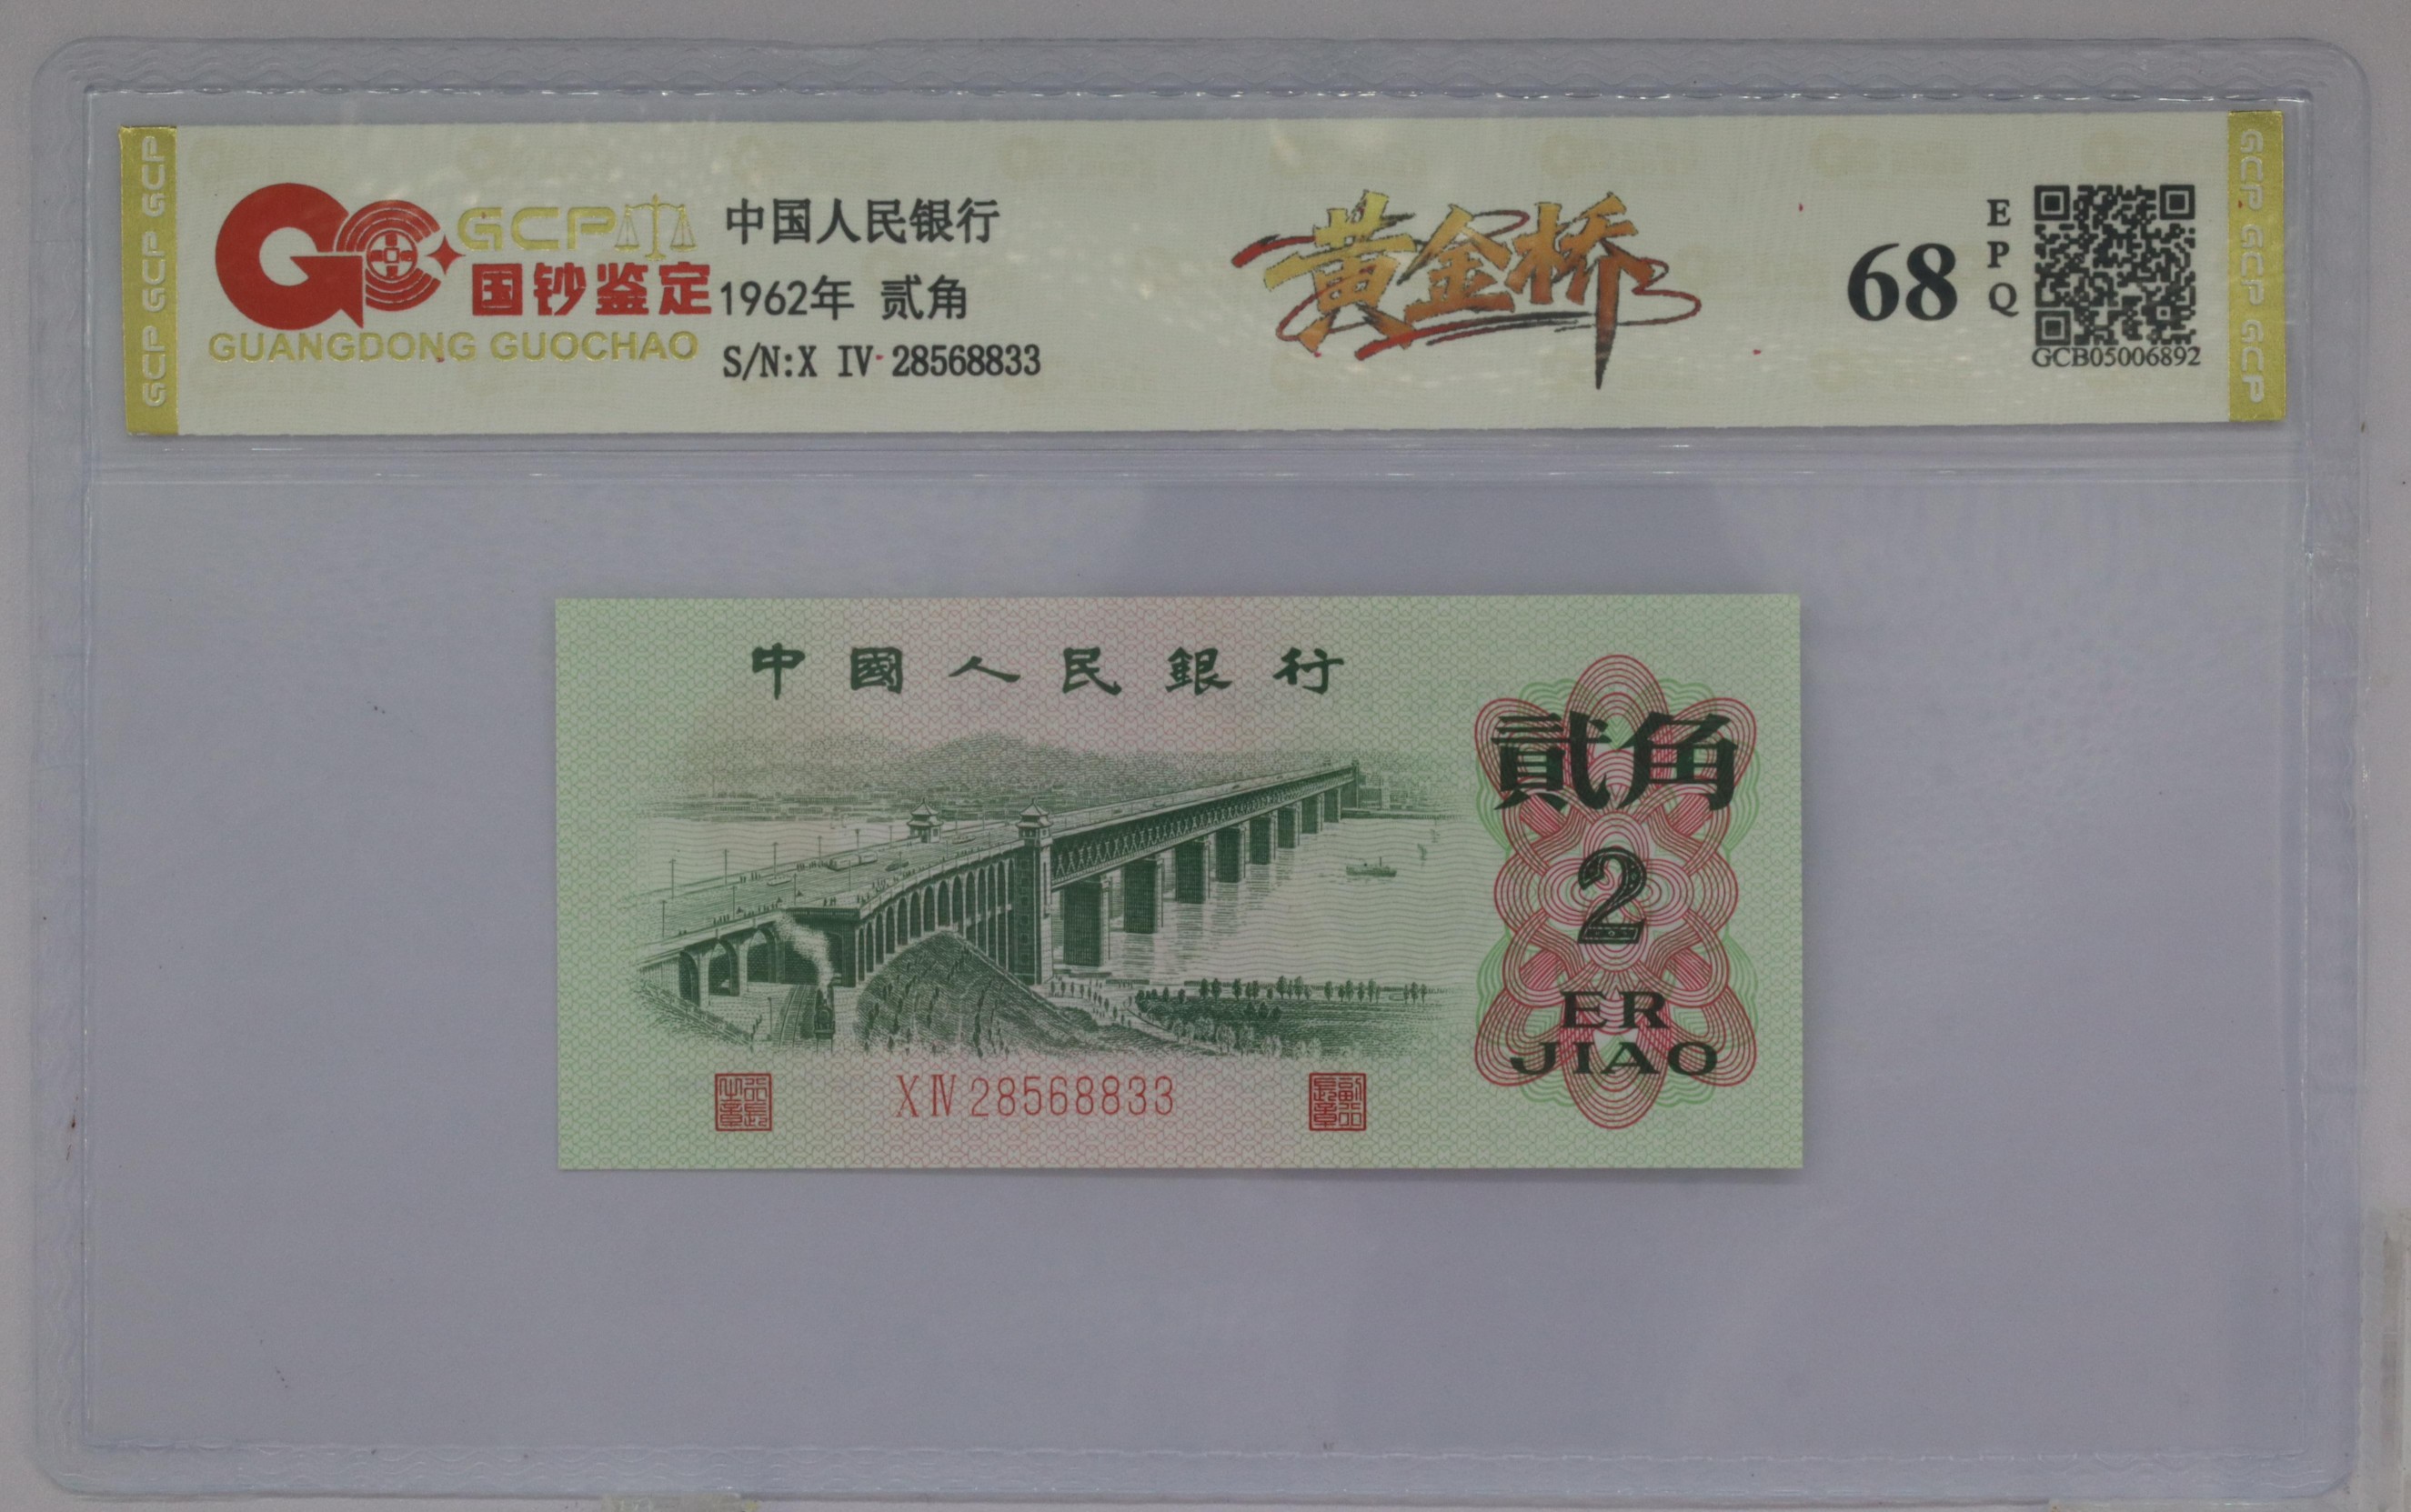 GCP GCP GCP
GCP
国钞鉴定
GUANGDONG GUOCHAO
中国人民银行
1962年 贰角
S/N:X IV 28568833
黄金桥
68
EPQ
GCB05006892
GCP GCP GCP
中國人民銀行
貳角
2
ER
JIAO
X IV 28568833